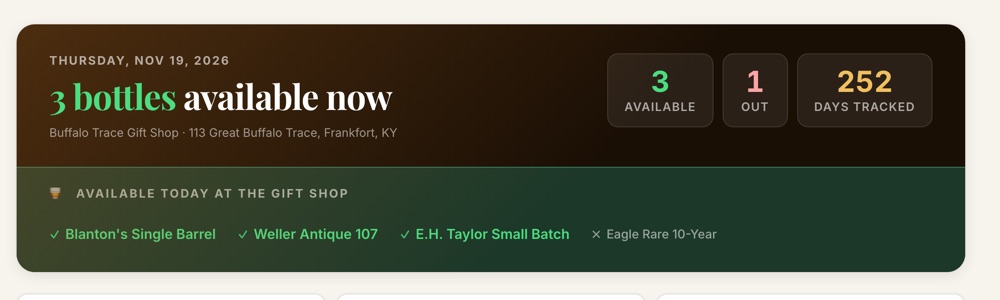 THURSDAY, NOV 19, 2026
3 bottles available now
Buffalo Trace Gift Shop · 113 Great Buffalo Trace, Frankfort, KY
3
AVAILABLE
1
OUT
252
DAYS TRACKED
AVAILABLE TODAY AT THE GIFT SHOP
✓ Blanton's Single Barrel ✓ Weller Antique 107 ✓ E.H. Taylor Small Batch ✕ Eagle Rare 10-Year